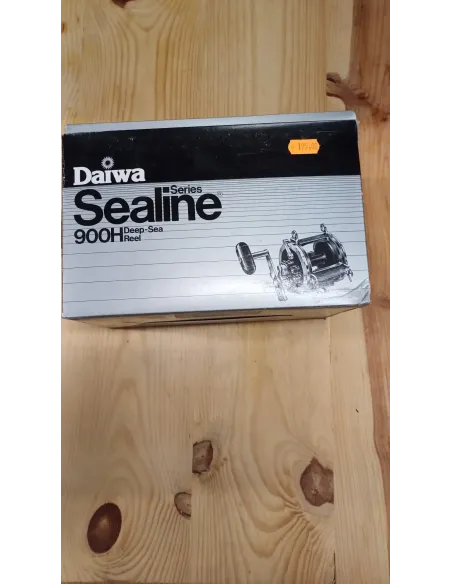 Daiwa
Series
Sealine
900H Deep-Sea
Reel